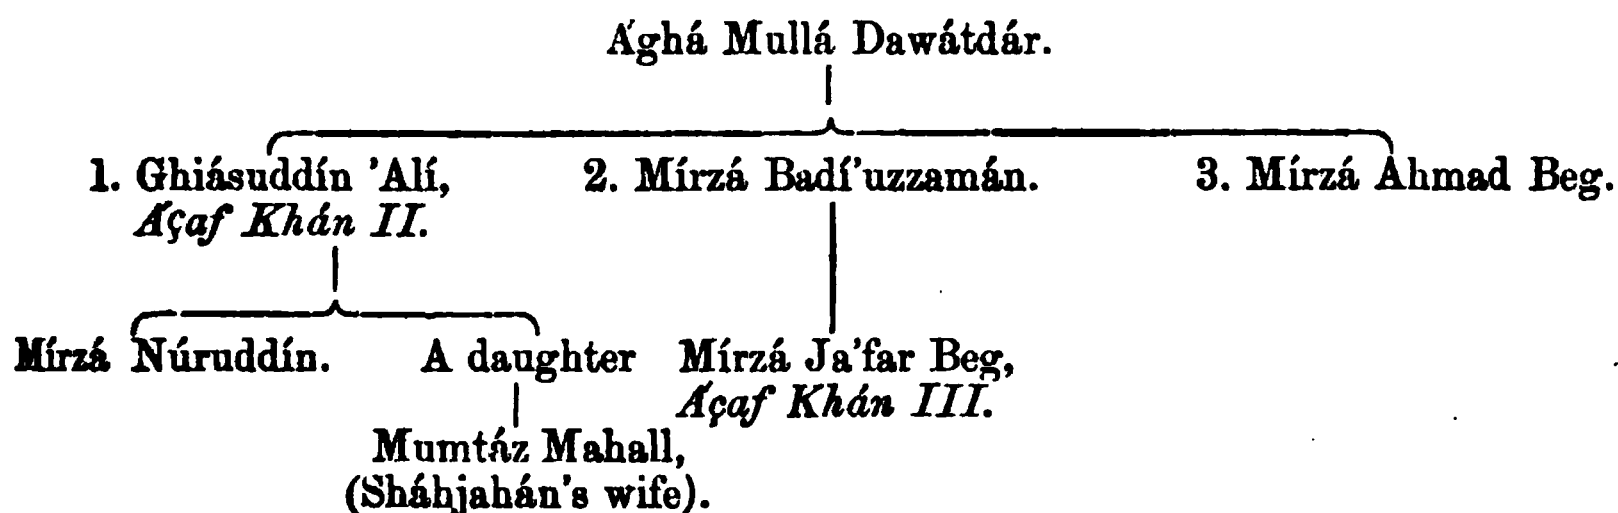 Ághá Mullá Dawátdár.
1. Ghiásuddín 'Alí, 2. Mírzá Badí'uzzamán. 3. Mírzá Ahmad Beg.
Áçaf Khán II.
Mírzá Núruddín. A daughter Mírzá Ja'far Beg,
Áçaf Khán III.
Mumtáz Mahall,
(Sháhjahán's wife).